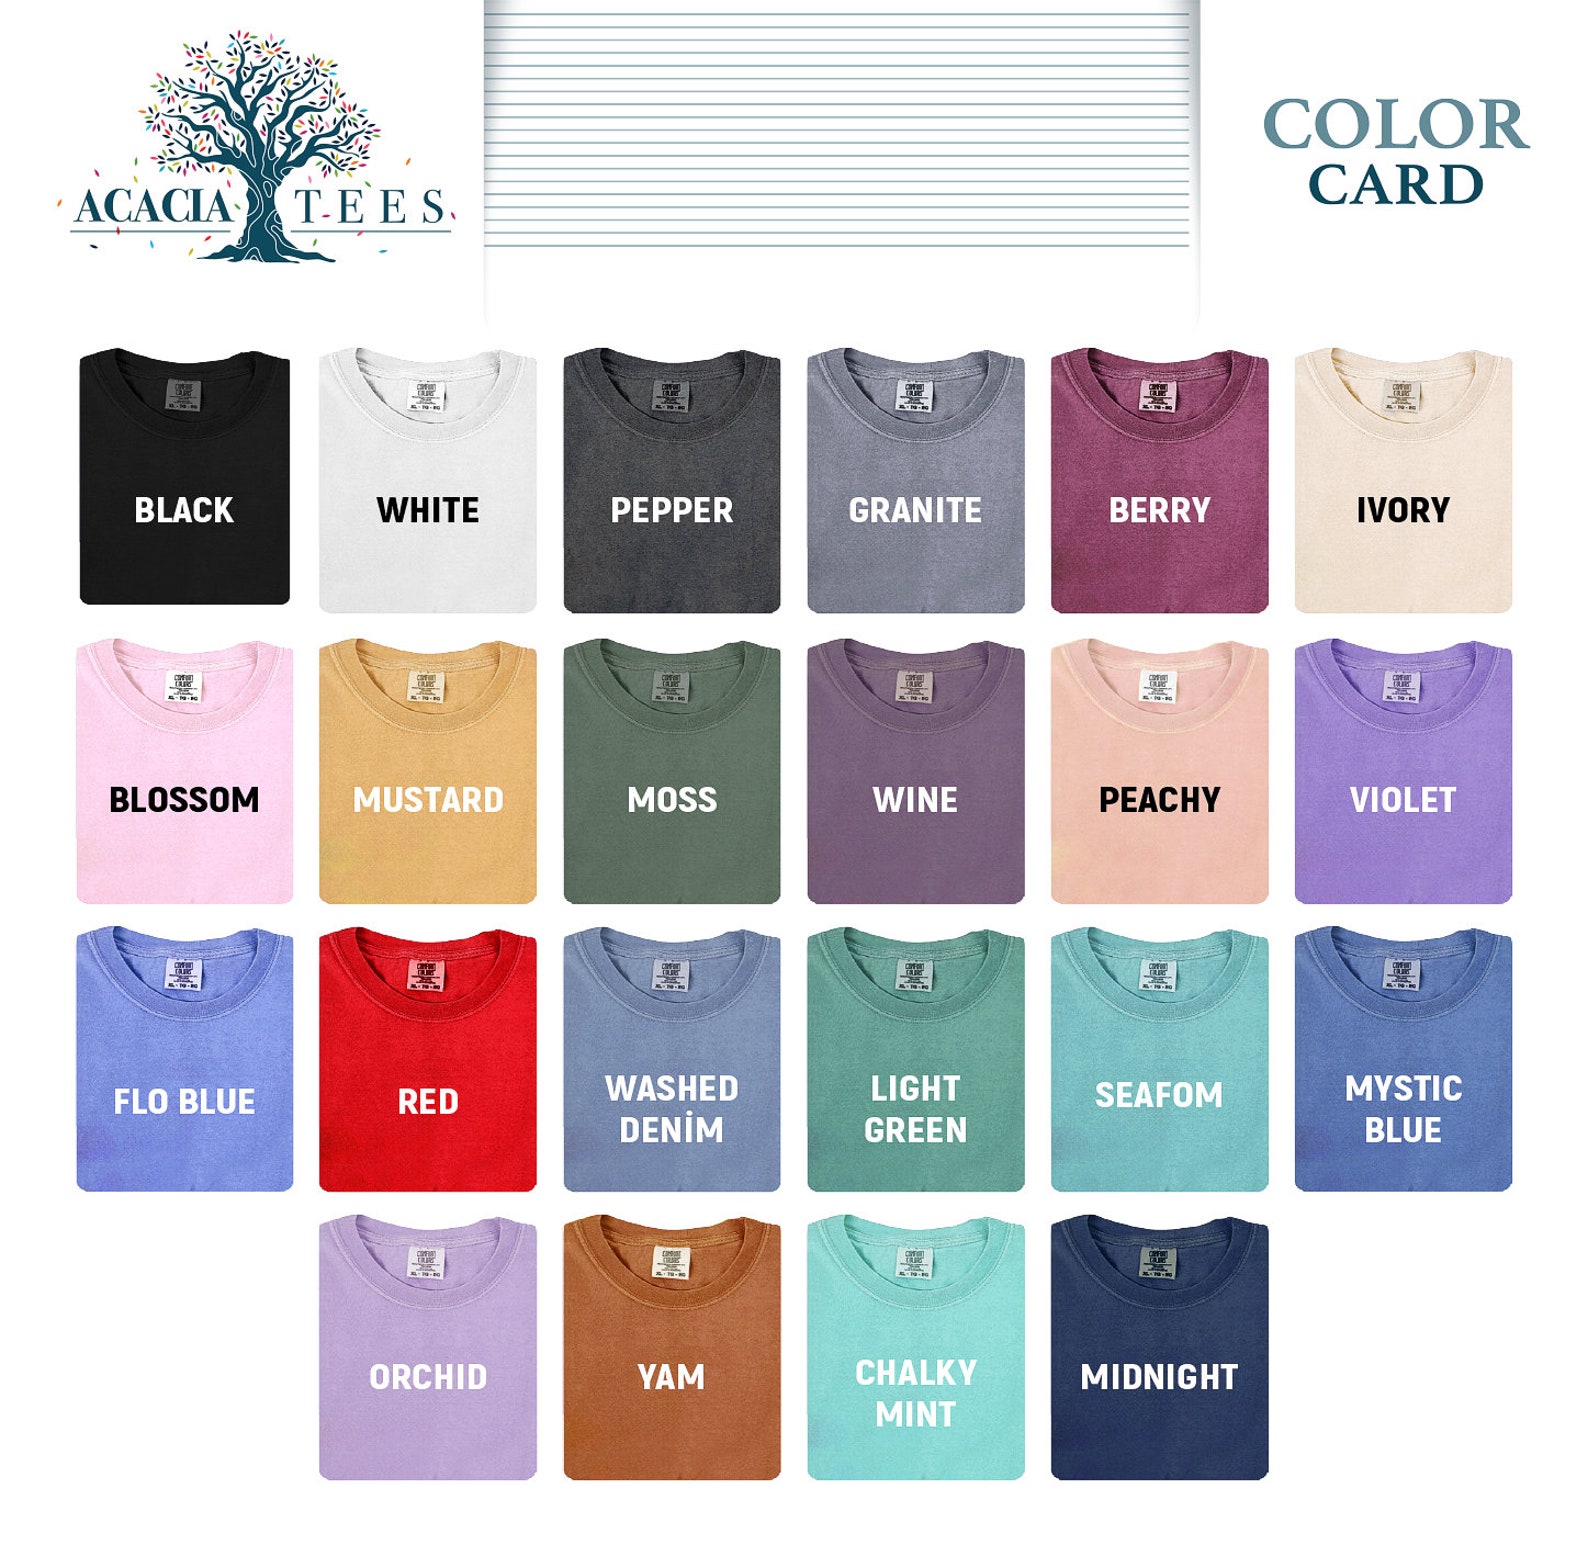 ACACIA TEES
COLOR
CARD
BLACK
WHITE
PEPPER
GRANITE
BERRY
IVORY
BLOSSOM
MUSTARD
MOSS
WINE
PEACHY
VIOLET
FLO BLUE
RED
WASHED
DENİM
LIGHT
GREEN
SEAFOM
MYSTIC
BLUE
ORCHID
YAM
CHALKY
MINT
MIDNIGHT